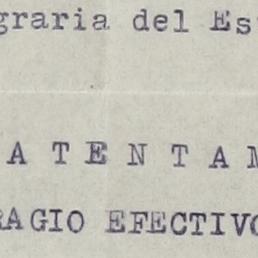 graria del Es
A T E N T A M
RAGIO EFECTIVO